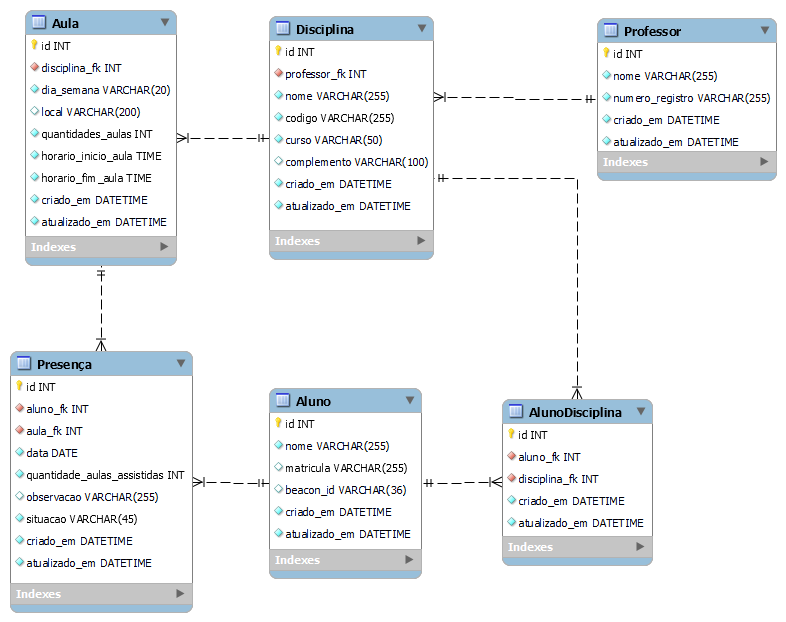 Aula
id INT
disciplina_fk INT
dia_semana VARCHAR(20)
local VARCHAR(200)
quantidades_aulas INT
horario_inicio_aula TIME
horario_fim_aula TIME
criado_em DATETIME
atualizado_em DATETIME
Indexes
Disciplina
id INT
professor_fk INT
nome VARCHAR(255)
codigo VARCHAR(255)
curso VARCHAR(50)
complemento VARCHAR(100)
criado_em DATETIME
atualizado_em DATETIME
Indexes
Professor
id INT
nome VARCHAR(255)
numero_registro VARCHAR(255)
criado_em DATETIME
atualizado_em DATETIME
Indexes
Presença
id INT
aluno_fk INT
aula_fk INT
data DATE
quantidade_aulas_assistidas INT
observacao VARCHAR(255)
situacao VARCHAR(45)
criado_em DATETIME
atualizado_em DATETIME
Indexes
Aluno
id INT
nome VARCHAR(255)
matricula VARCHAR(255)
beacon_id VARCHAR(36)
criado_em DATETIME
atualizado_em DATETIME
Indexes
AlunoDisciplina
id INT
aluno_fk INT
disciplina_fk INT
criado_em DATETIME
atualizado_em DATETIME
Indexes